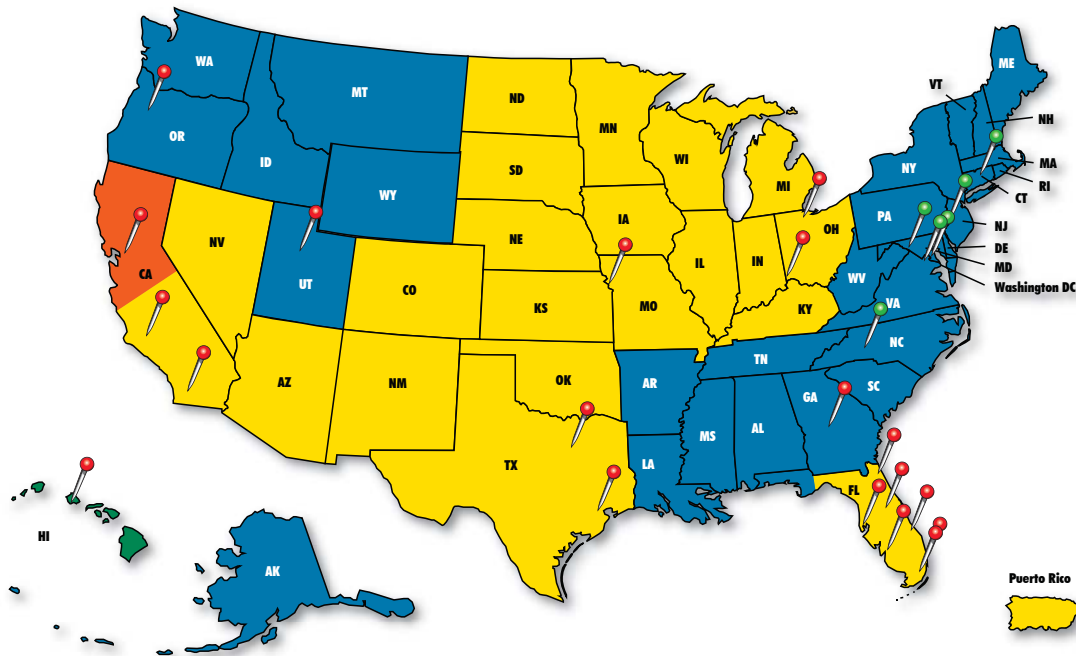 ME
WA
VT
ND
MT
NH
MN
OR
MA
WI
ID
NY
SD
RI
MI
WY
CT
PA
IA
NJ
OH
NE
NV
DE
IL
IN
MD
WV
CA
UT
CO
Washington DC
VA
KS
MO
KY
NC
TN
OK
AZ
NM
AR
SC
GA
MS
AL
TX
LA
FL
HI
AK
Puerto Rico